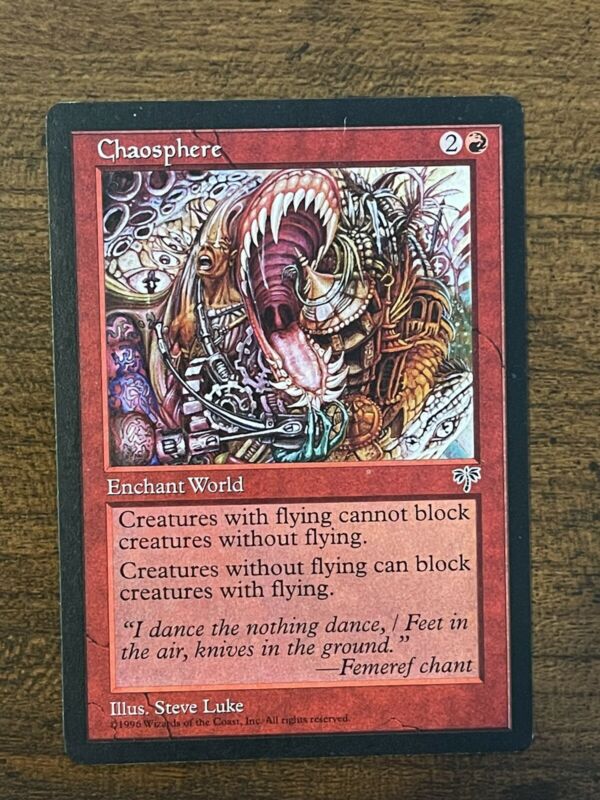 Chaosphere 2
Enchant World
Creatures with flying cannot block
creatures without flying.
Creatures without flying can block
creatures with flying.
“I dance the nothing dance, / Feet in
the air, knives in the ground.”
—Femeref chant
Illus. Steve Luke
©1996 Wizards of the Coast, Inc. All rights reserved.